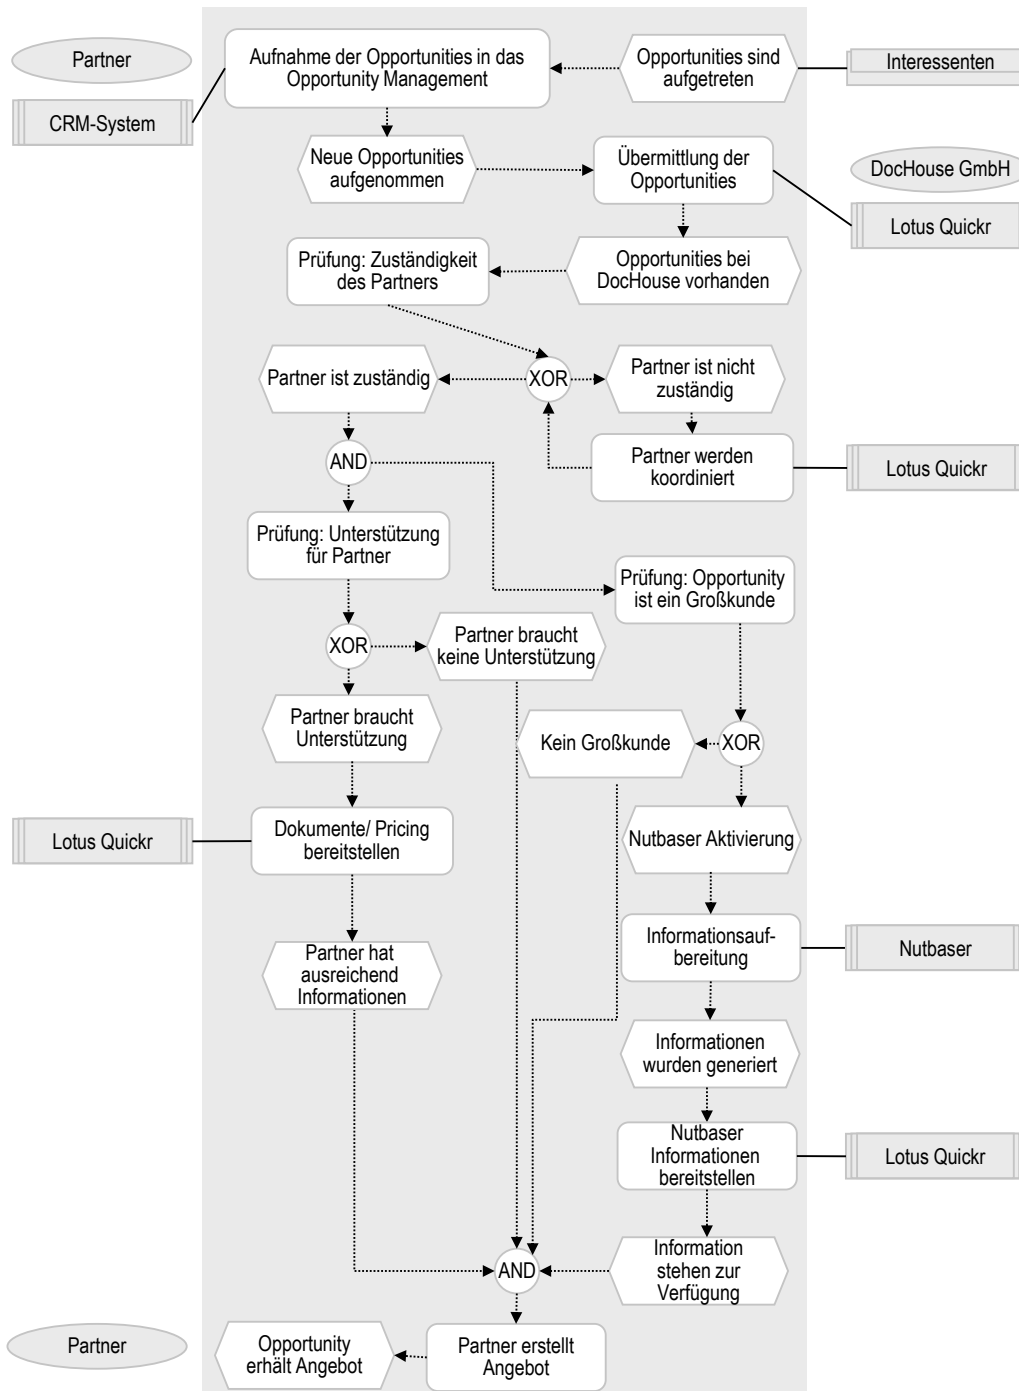 Partner
Aufnahme der Opportunities in das
Opportunity Management
Opportunities sind
aufgetreten
Interessenten
CRM-System
Neue Opportunities
aufgenommen
Übermittlung der
Opportunities
DocHouse GmbH
Lotus Quickr
Prüfung: Zuständigkeit
des Partners
Opportunities bei
DocHouse vorhanden
Partner ist zuständig
XOR
Partner ist nicht
zuständig
AND
Partner werden
koordiniert
Lotus Quickr
Prüfung: Unterstützung
für Partner
Prüfung: Opportunity
ist ein Großkunde
XOR
Partner braucht
keine Unterstützung
Partner braucht
Unterstützung
Kein Großkunde
XOR
Lotus Quickr
Dokumente/ Pricing
bereitstellen
Nutbaser Aktivierung
Partner hat
ausreichend
Informationen
Informationsauf-
bereitung
Nutbaser
Informationen
wurden generiert
Nutbaser
Informationen
bereitstellen
Lotus Quickr
AND
Information
stehen zur
Verfügung
Partner
Opportunity
erhält Angebot
Partner erstellt
Angebot